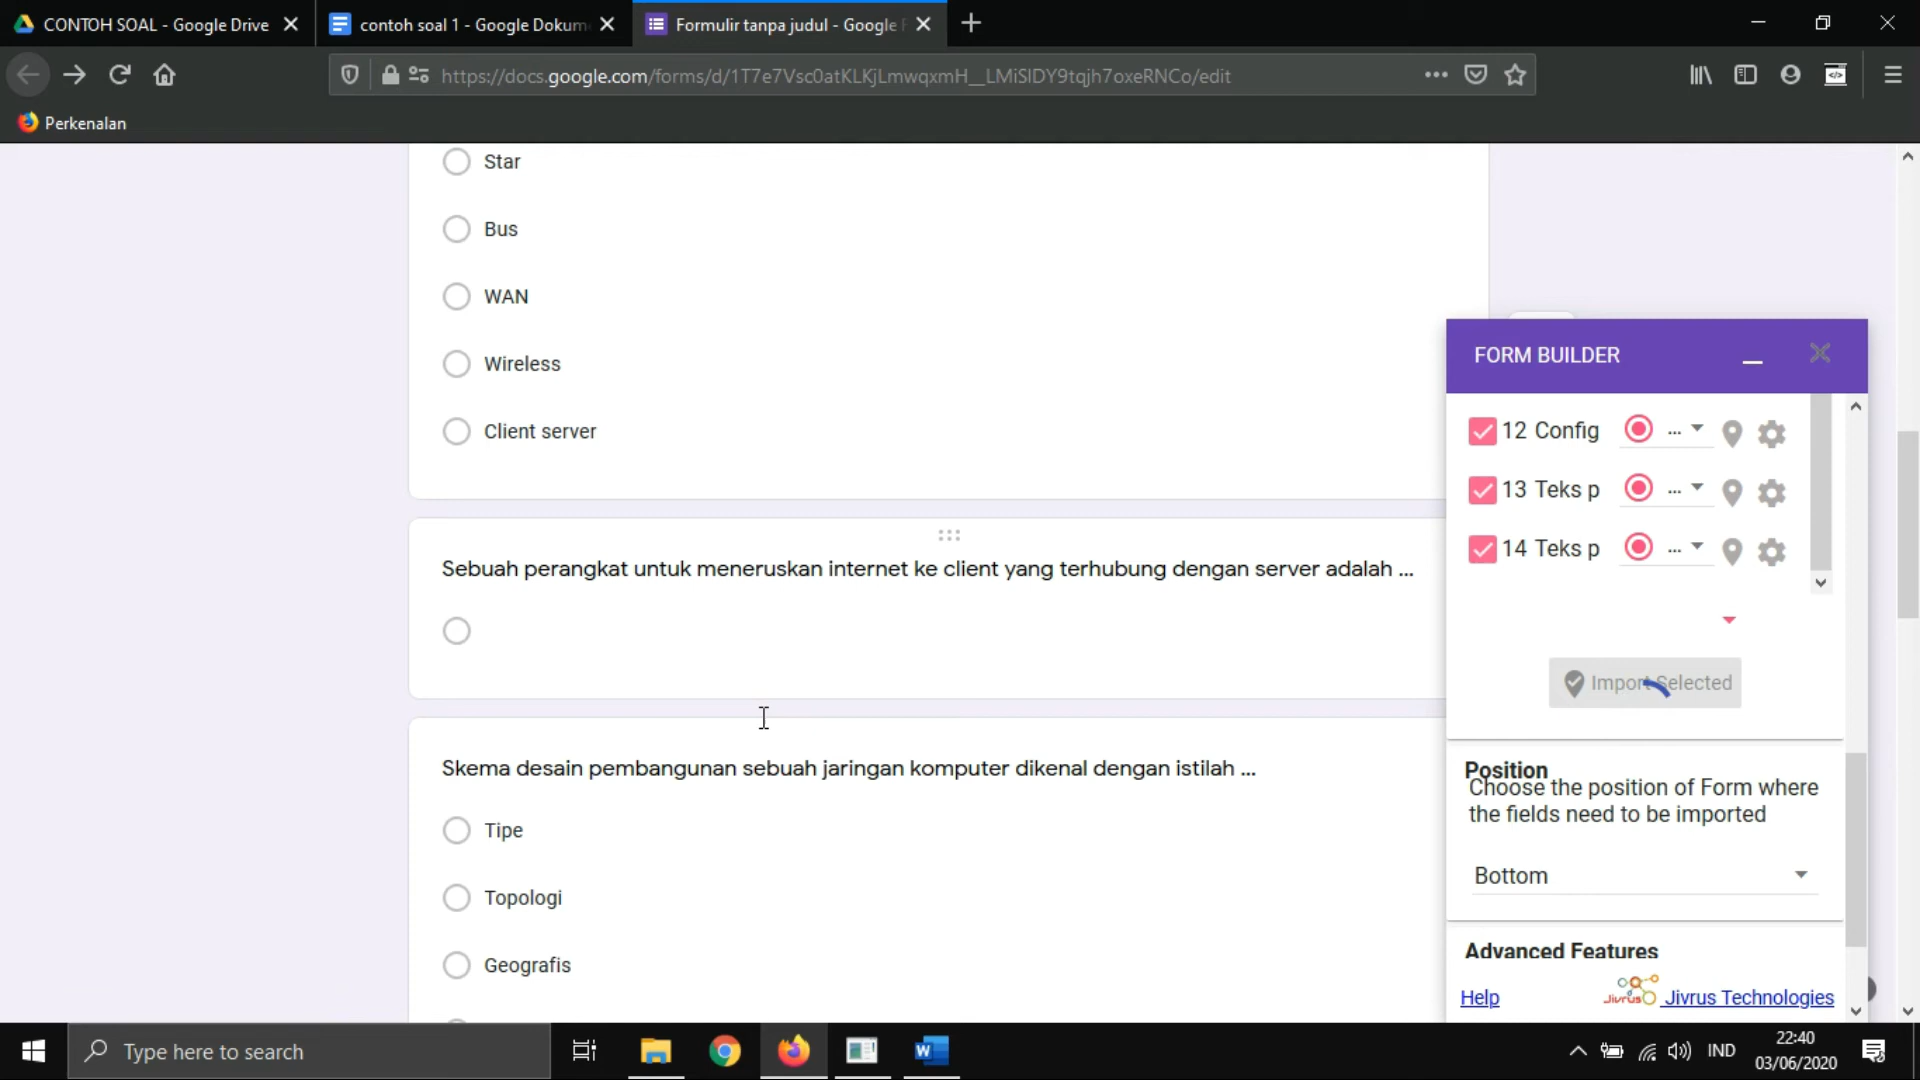 CONTOH SOAL - Google Drive
contoh soal 1 - Google Dokum
Formulir tanpa judul - Google F
https://docs.google.com/forms/d/1T7e7Vsc0atKLKjLmwqxmH__LMiSlDY9tqjh7oxeRNCo/edit
Perkenalan
Star
Bus
WAN
Wireless
Client server
Sebuah perangkat untuk meneruskan internet ke client yang terhubung dengan server adalah ...
Skema desain pembangunan sebuah jaringan komputer dikenal dengan istilah ...
Tipe
Topologi
Geografis
FORM BUILDER
12 Config ...
13 Teks p ...
14 Teks p ...
Import Selected
Position
Choose the position of Form where
the fields need to be imported
Bottom
Advanced Features
Help
Jivrus
Jivrus Technologies
Type here to search
IND
22:40
03/06/2020